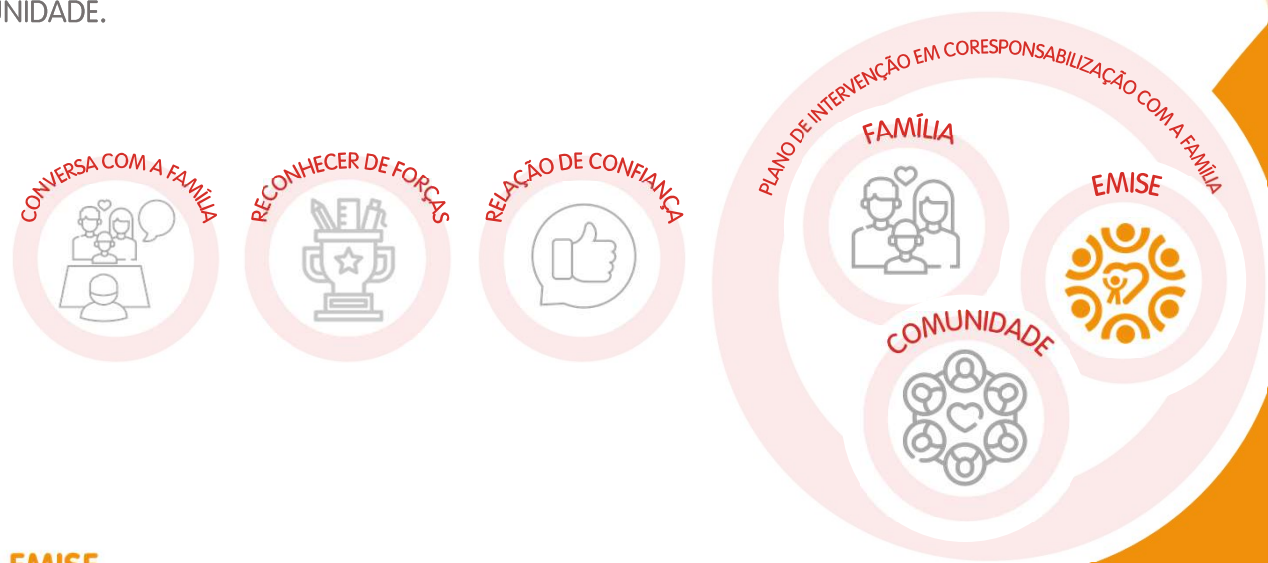 UNIDADE.
CONVERSA COM A FAMÍLIA
RECONHECER DE FORÇAS
RELAÇÃO DE CONFIANÇA
PLANO DE INTERVENÇÃO EM CORESPONSABILIZAÇÃO COM A FAMÍLIA
FAMÍLIA
EMISE
COMUNIDADE
EMISE